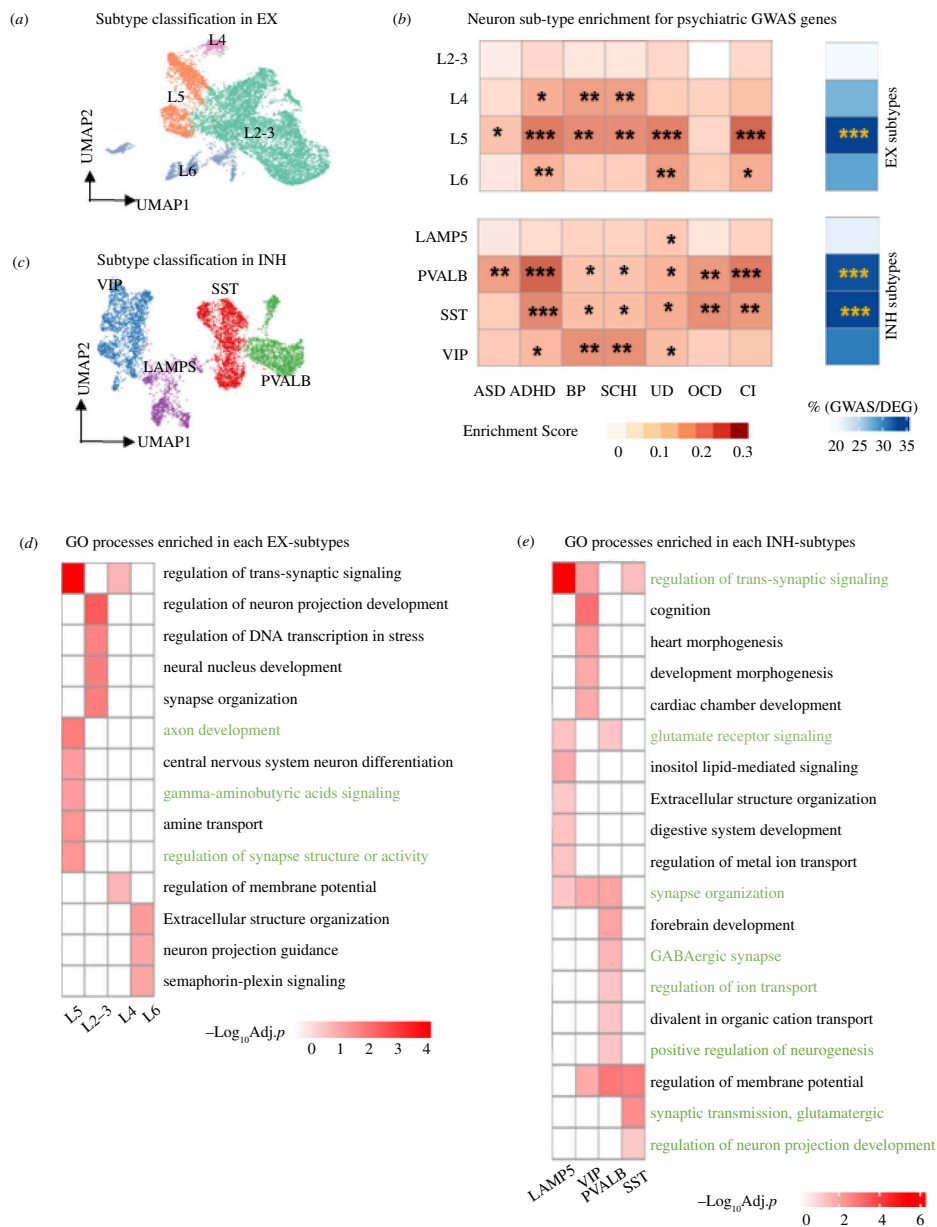 (a) Subtype classification in EX
L4
L5
L2-3
L6
UMAP2
UMAP1
(b) Neuron sub-type enrichment for psychiatric GWAS genes
L2-3
L4 * ** **
L5 * *** ** ** *** *** ***
L6 ** ** *
EX subtypes
LAMP5 *
PVALB ** *** * * * ** *** ***
SST *** * * * ** ** ***
VIP * ** ** *
INH subtypes
ASD ADHD BP SCHI UD OCD CI
Enrichment Score
0 0.1 0.2 0.3
% (GWAS/DEG)
20 25 30 35
(c) Subtype classification in INH
VIP
SST
LAMPS
PVALB
UMAP2
UMAP1
(d) GO processes enriched in each EX-subtypes
regulation of trans-synaptic signaling
regulation of neuron projection development
regulation of DNA transcription in stress
neural nucleus development
synapse organization
axon development
central nervous system neuron differentiation
gamma-aminobutyric acids signaling
amine transport
regulation of synapse structure or activity
regulation of membrane potential
Extracellular structure organization
neuron projection guidance
semaphorin-plexin signaling
L5 L2–3 L4 L6
–Log10Adj.p
0 1 2 3 4
(e) GO processes enriched in each INH-subtypes
regulation of trans-synaptic signaling
cognition
heart morphogenesis
development morphogenesis
cardiac chamber development
glutamate receptor signaling
inositol lipid-mediated signaling
Extracellular structure organization
digestive system development
regulation of metal ion transport
synapse organization
forebrain development
GABAergic synapse
regulation of ion transport
divalent in organic cation transport
positive regulation of neurogenesis
regulation of membrane potential
synaptic transmission, glutamatergic
regulation of neuron projection development
LAMP5 VIP PVALB SST
–Log10Adj.p
0 2 4 6